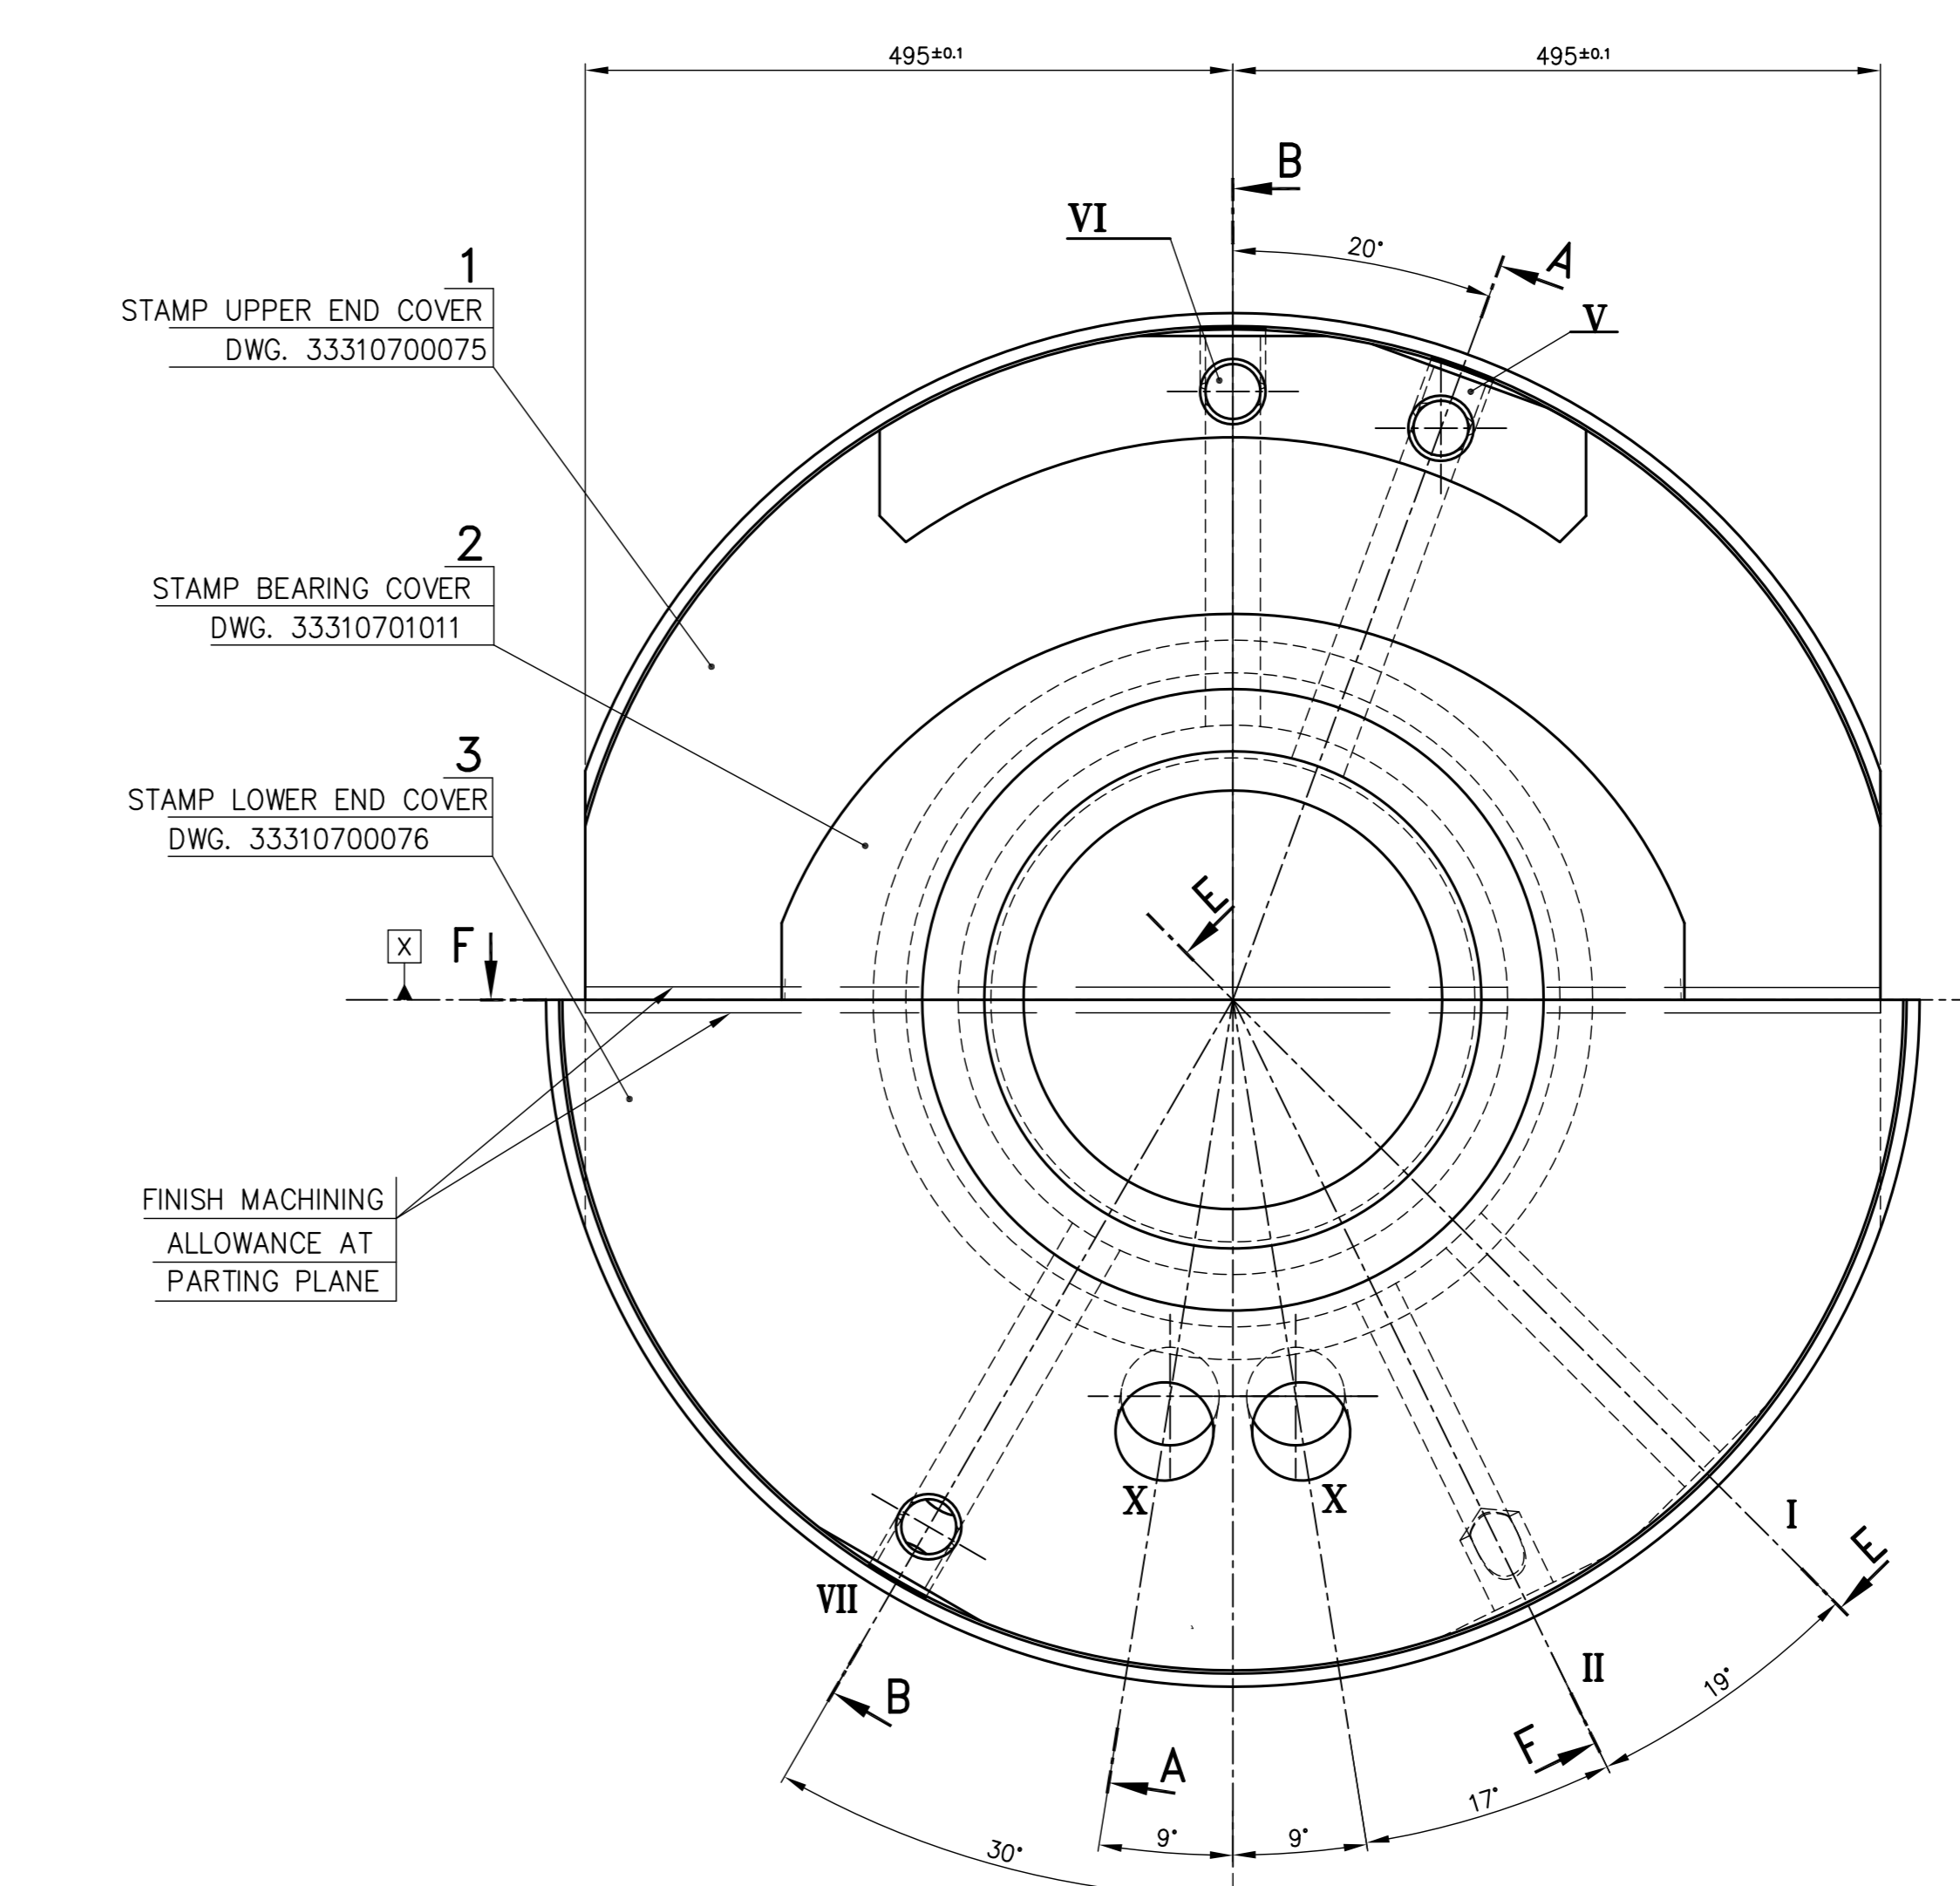 495±0.1
495±0.1
B
VI
20°
A
V
1
STAMP UPPER END COVER
DWG. 33310700075
2
STAMP BEARING COVER
DWG. 33310701011
3
STAMP LOWER END COVER
DWG. 33310700076
E
X
F
FINISH MACHINING
ALLOWANCE AT
PARTING PLANE
X
X
I
E
VII
II
19°
B
F
A
17°
9°
9°
30°